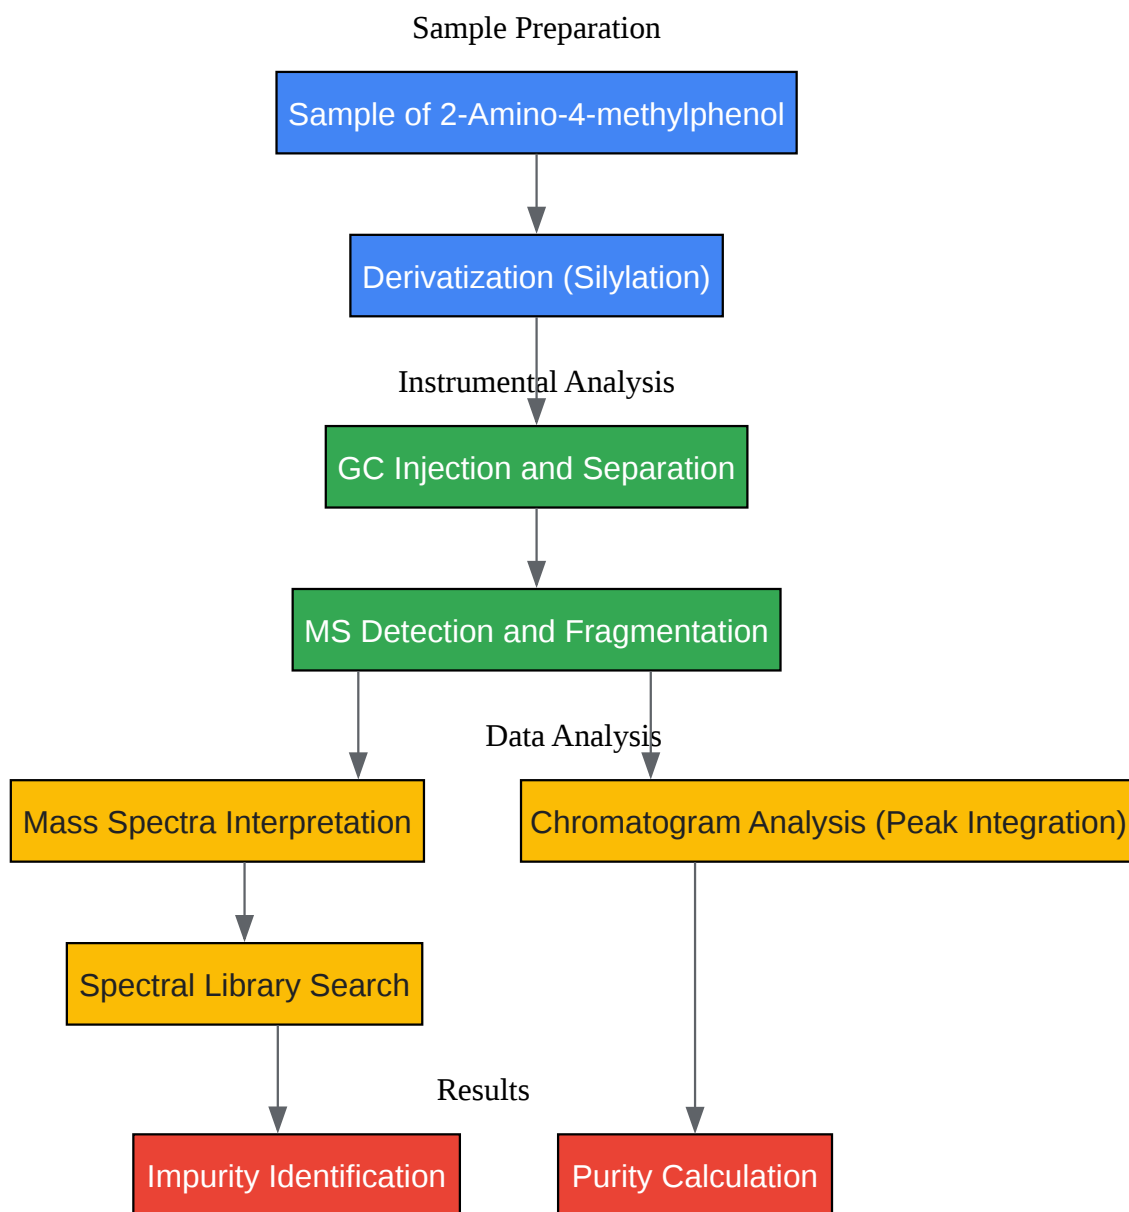 Sample Preparation
Sample of 2-Amino-4-methylphenol
Derivatization (Silylation)
Instrumental Analysis
GC Injection and Separation
MS Detection and Fragmentation
Data Analysis
Mass Spectra Interpretation
Chromatogram Analysis (Peak Integration)
Spectral Library Search
Results
Impurity Identification
Purity Calculation